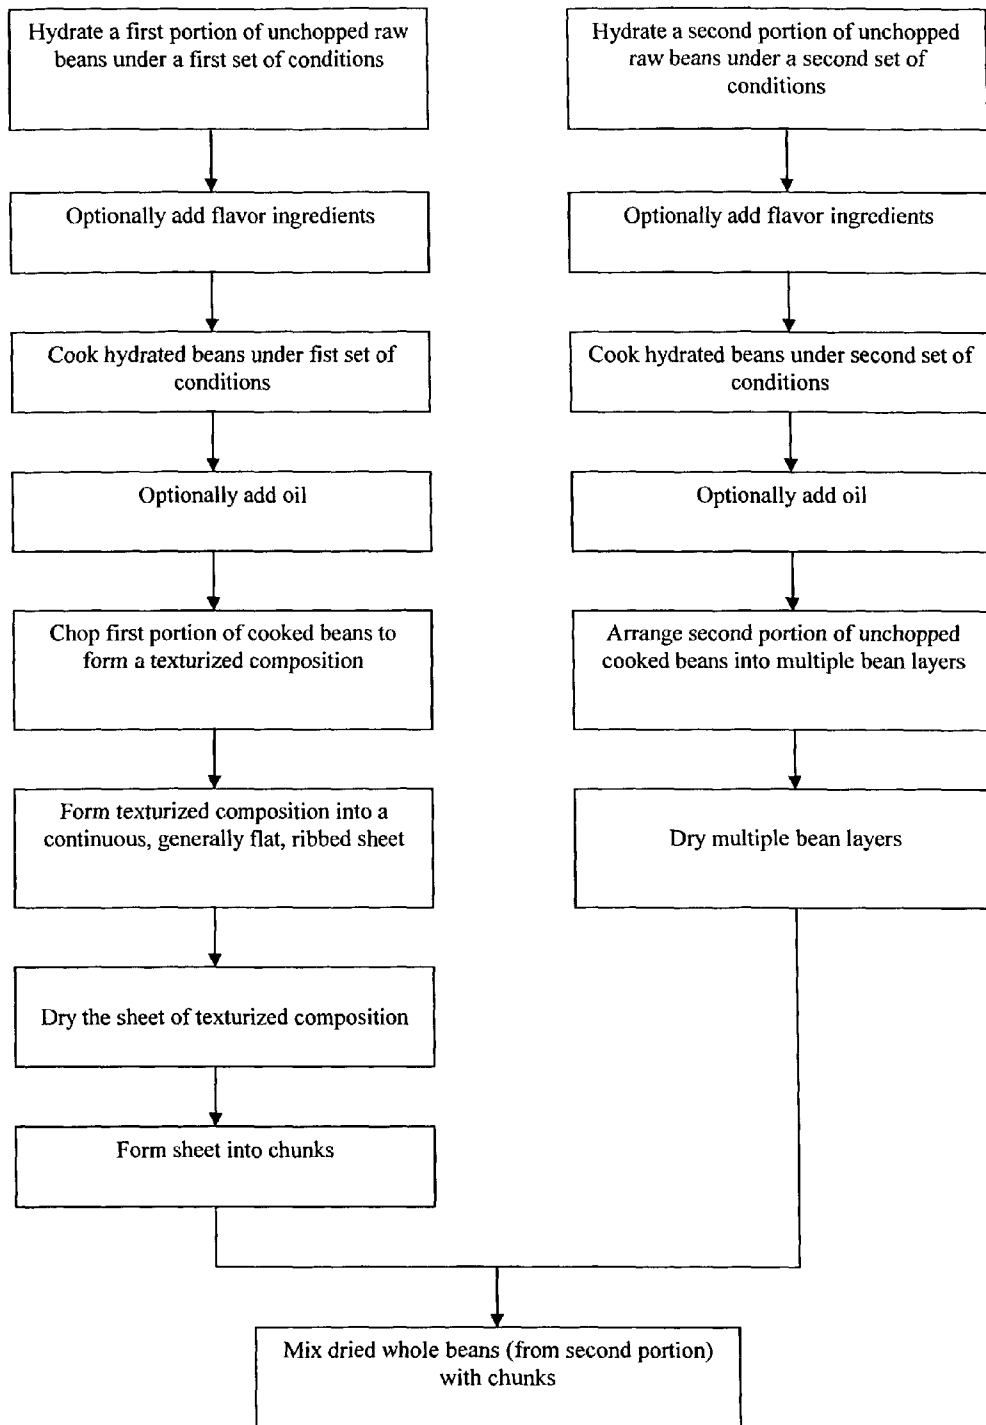 Hydrate a first portion of unchopped raw
beans under a first set of conditions
Optionally add flavor ingredients
Cook hydrated beans under fist set of
conditions
Optionally add oil
Chop first portion of cooked beans to
form a texturized composition
Form texturized composition into a
continuous, generally flat, ribbed sheet
Dry the sheet of texturized composition
Form sheet into chunks
Hydrate a second portion of unchopped
raw beans under a second set of
conditions
Optionally add flavor ingredients
Cook hydrated beans under second set of
conditions
Optionally add oil
Arrange second portion of unchopped
cooked beans into multiple bean layers
Dry multiple bean layers
Mix dried whole beans (from second portion)
with chunks